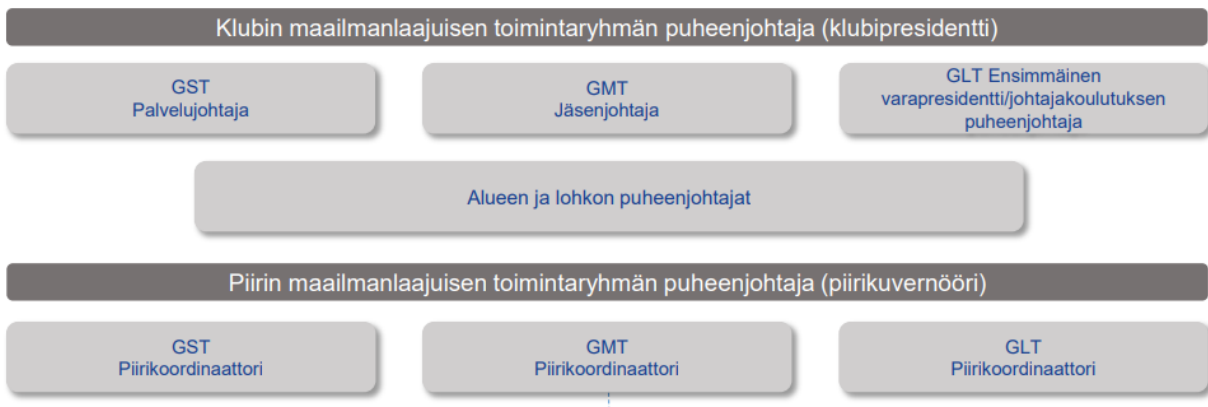 Klubin maailmanlaajuisen toimintaryhmän puheenjohtaja (klubipresidentti)
GST
Palvelujohtaja
GMT
Jäsenjohtaja
GLT Ensimmäinen
varapresidentti/johtajakoulutuksen
puheenjohtaja
Alueen ja lohkon puheenjohtajat
Piirin maailmanlaajuisen toimintaryhmän puheenjohtaja (piirikuvernööri)
GST
Piirikoordinaattori
GMT
Piirikoordinaattori
GLT
Piirikoordinaattori